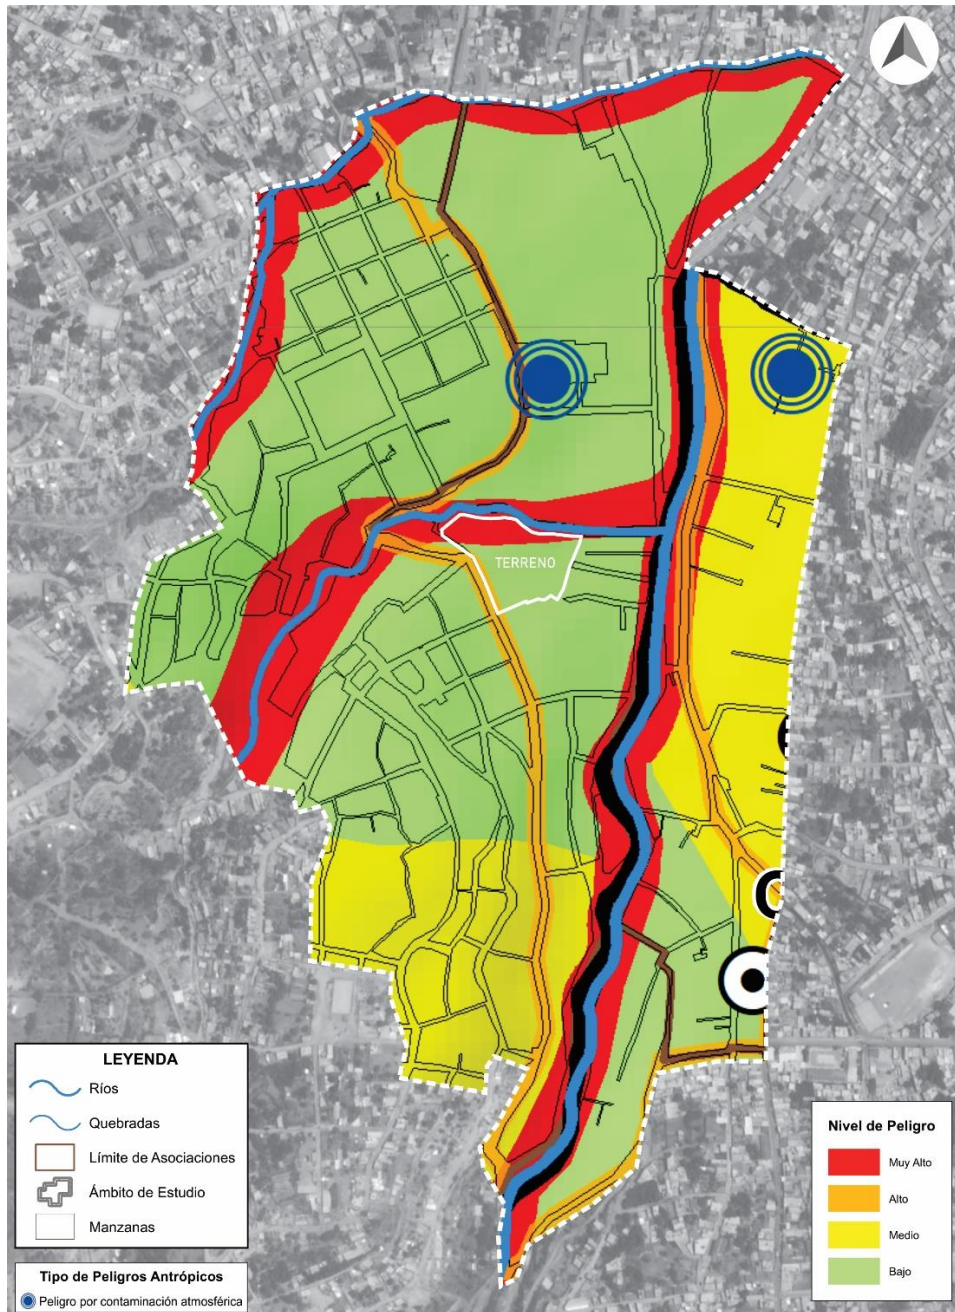 TERRENO
LEYENDA
Ríos
Quebradas
Límite de Asociaciones
Ámbito de Estudio
Manzanas
Tipo de Peligros Antrópicos
Peligro por contaminación atmosférica
Nivel de Peligro
Muy Alto
Alto
Medio
Bajo